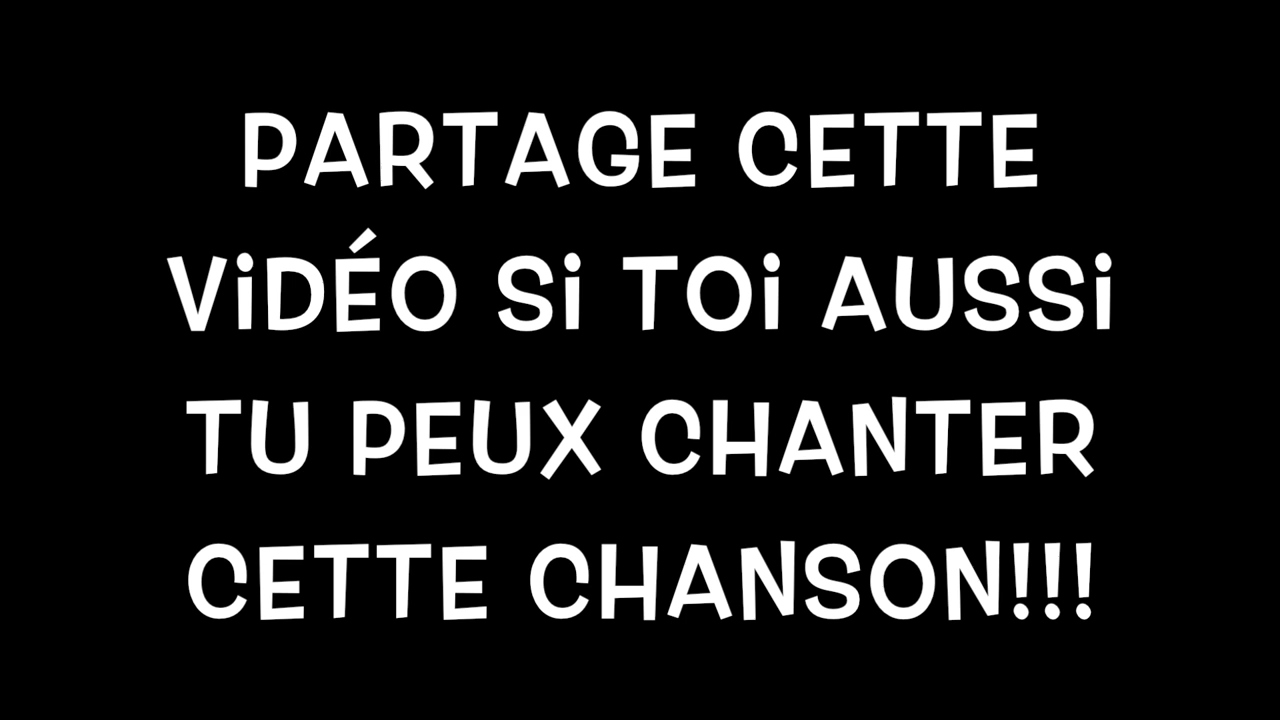 PARTAGE CETTE
ViDÉO Si TOi AUSSi
TU PEUX CHANTER
CETTE CHANSON!!!